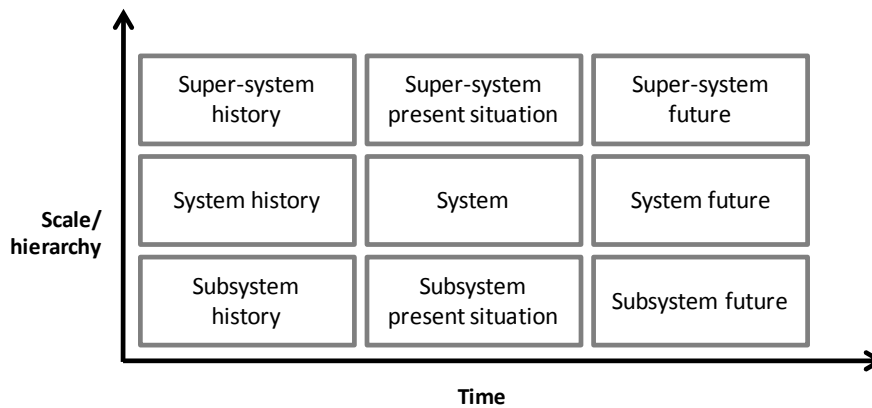 Super-system
history
Super-system
present situation
Super-system
future
System history
System
System future
Scale/
hierarchy
Subsystem
history
Subsystem
present situation
Subsystem future
Time